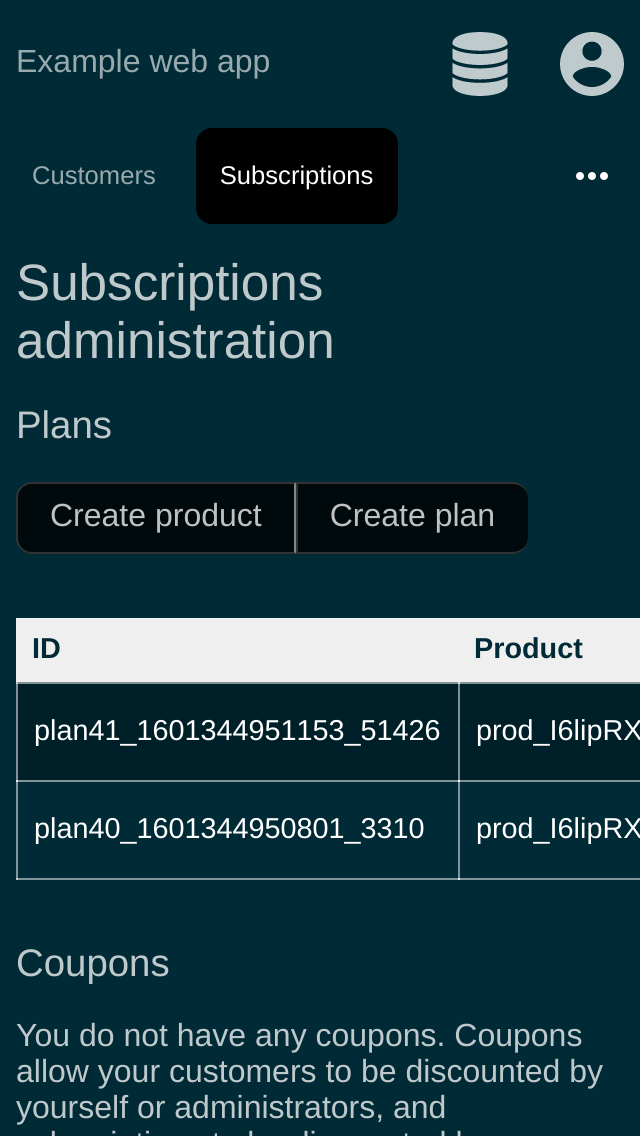 Example web app
Customers Subscriptions
Subscriptions
administration
Plans
Create product Create plan
ID Product
plan41_1601344951153_51426 prod_I6lipRX
plan40_1601344950801_3310 prod_I6lipRX
Coupons
You do not have any coupons. Coupons
allow your customers to be discounted by
yourself or administrators, and